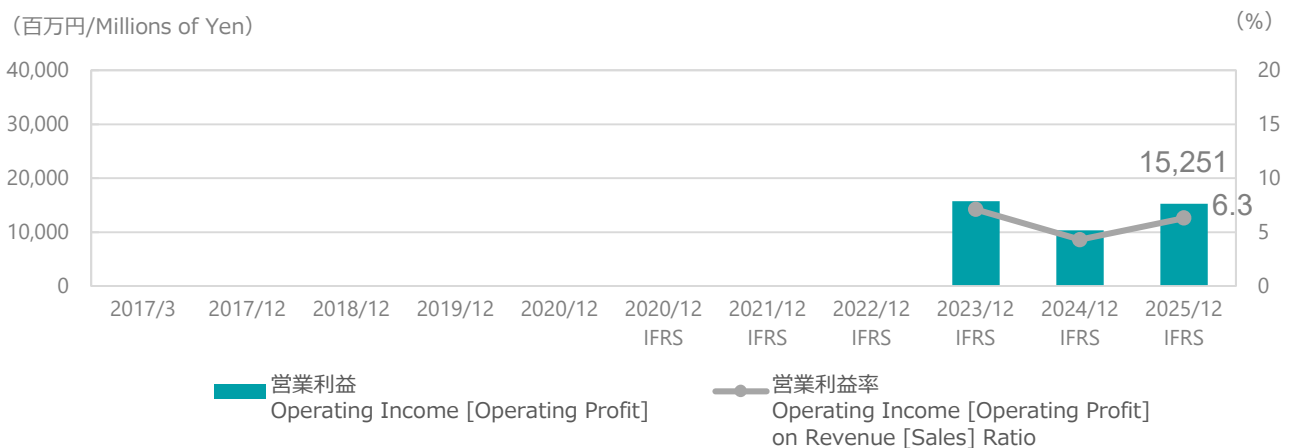 （百万円/Millions of Yen）
（%）
40,000
30,000
20,000
10,000
0
20
15
10
5
0
15,251
6.3
2017/3 2017/12 2018/12 2019/12 2020/12 2020/12 2021/12 2022/12 2023/12 2024/12 2025/12
IFRS IFRS IFRS IFRS IFRS IFRS
営業利益
Operating Income [Operating Profit]
営業利益率
Operating Income [Operating Profit]
on Revenue [Sales] Ratio